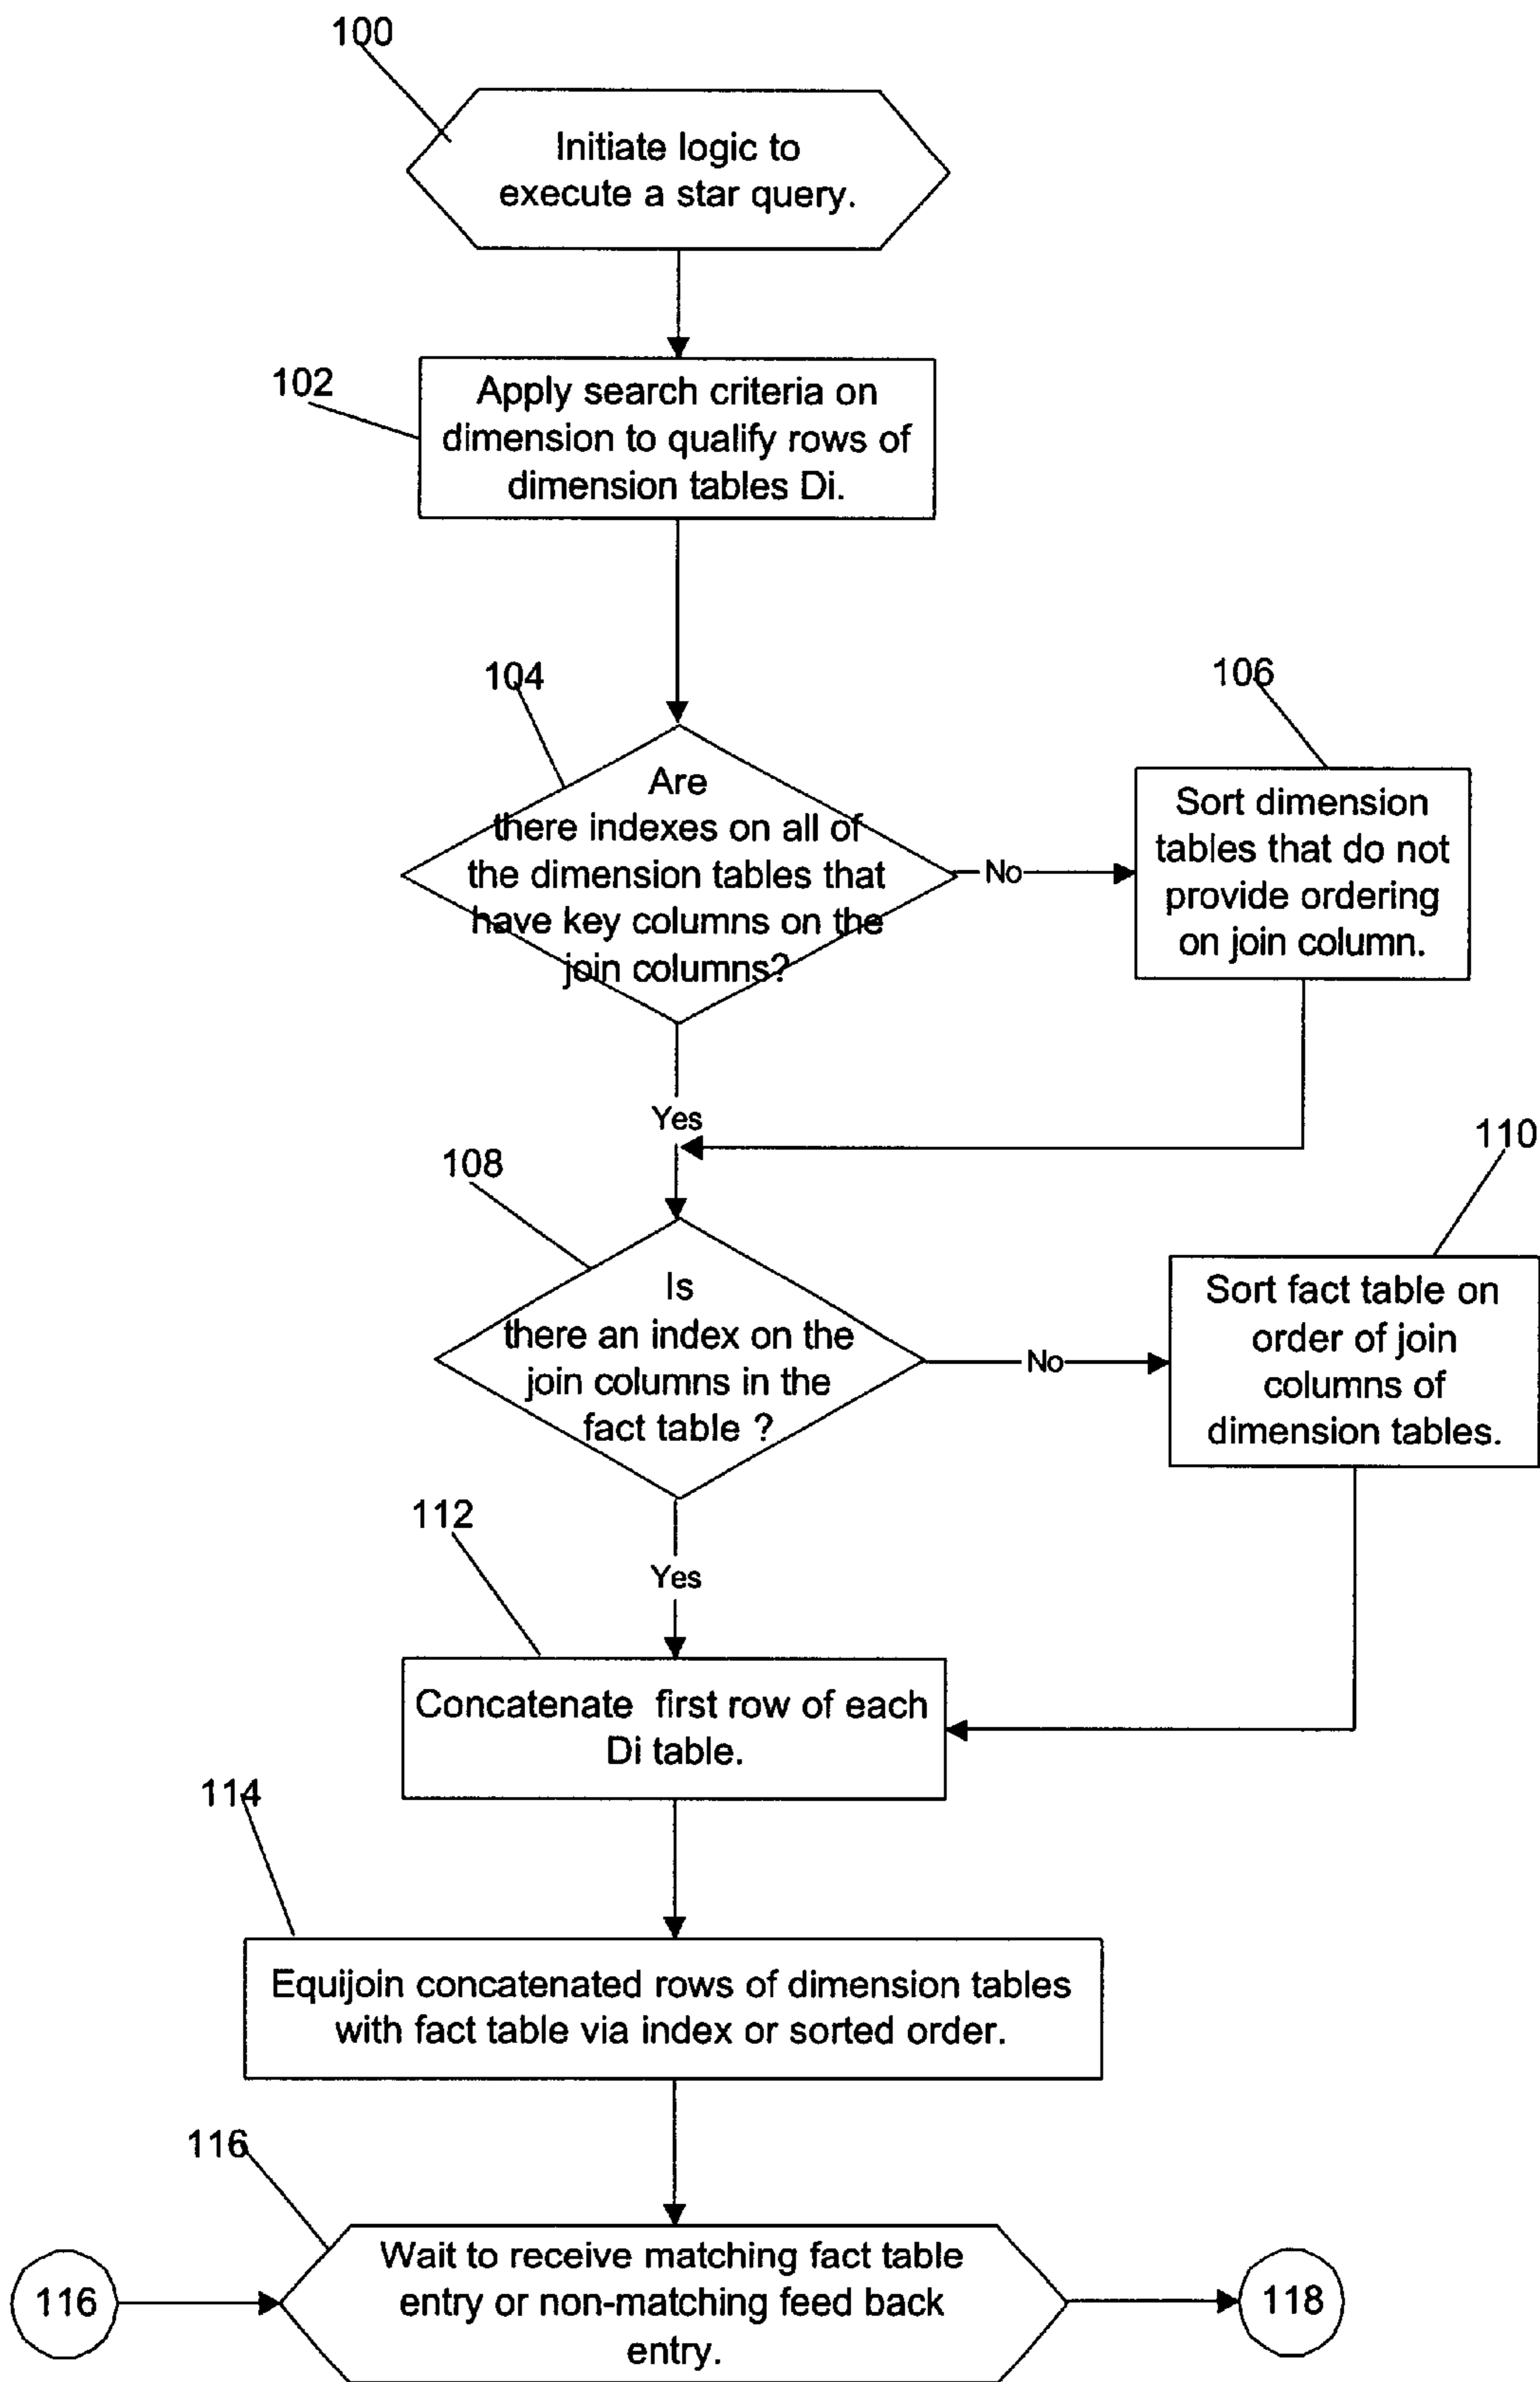 100
Initiate logic to
execute a star query.
102
Apply search criteria on
dimension to qualify rows of
dimension tables Di.
104
Are
there indexes on all of
the dimension tables that
have key columns on the
join columns?
No
106
Sort dimension
tables that do not
provide ordering
on join column.
Yes
108
Is
there an index on the
join columns in the
fact table ?
No
110
Sort fact table on
order of join
columns of
dimension tables.
Yes
112
Concatenate first row of each
Di table.
114
Equijoin concatenated rows of dimension tables
with fact table via index or sorted order.
116
116
Wait to receive matching fact table
entry or non-matching feed back
entry.
118